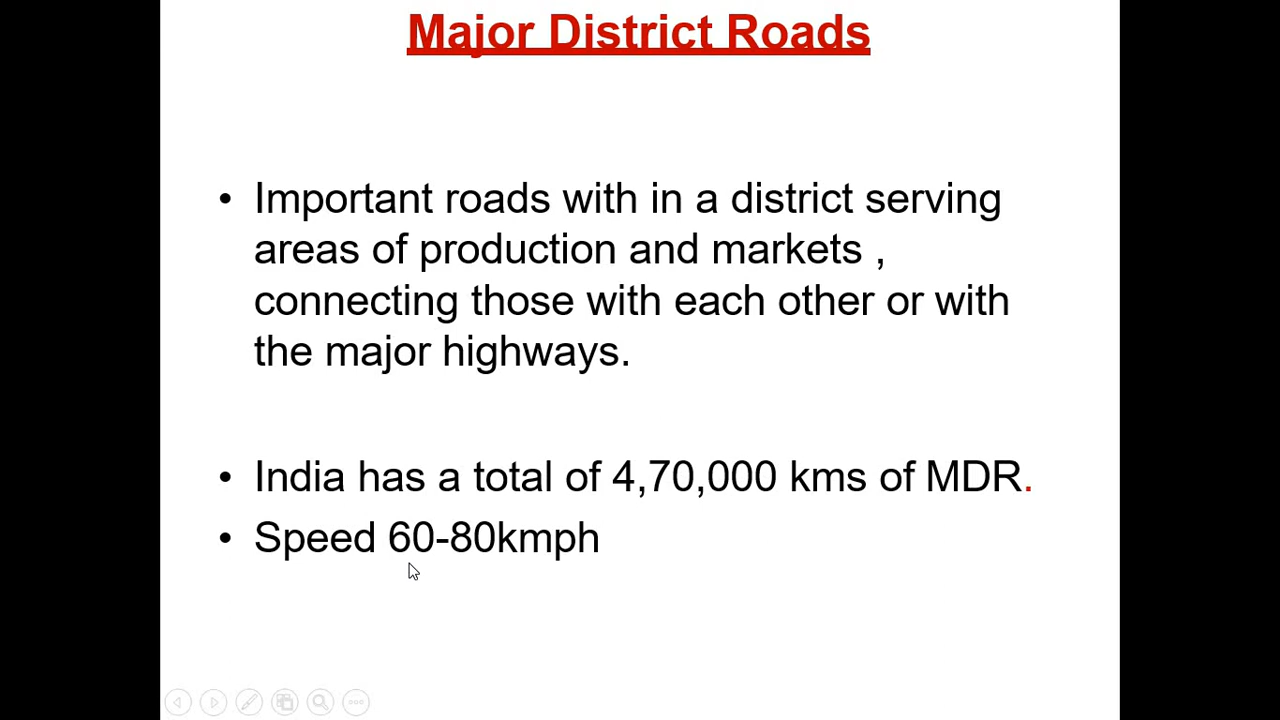 Major District Roads
• Important roads with in a district serving
areas of production and markets ,
connecting those with each other or with
the major highways.
• India has a total of 4,70,000 kms of MDR.
• Speed 60-80kmph